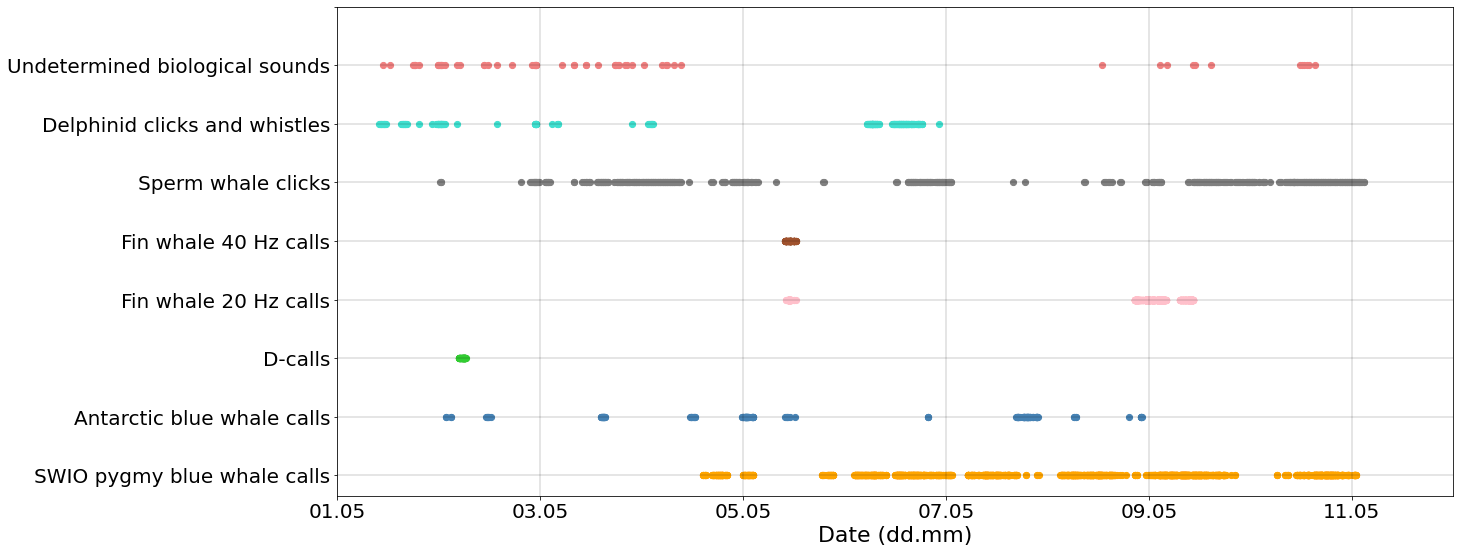 Undetermined biological sounds
Delphinid clicks and whistles
Sperm whale clicks
Fin whale 40 Hz calls
Fin whale 20 Hz calls
D-calls
Antarctic blue whale calls
SWIO pygmy blue whale calls
01.05 03.05 05.05 07.05 09.05 11.05
Date (dd.mm)